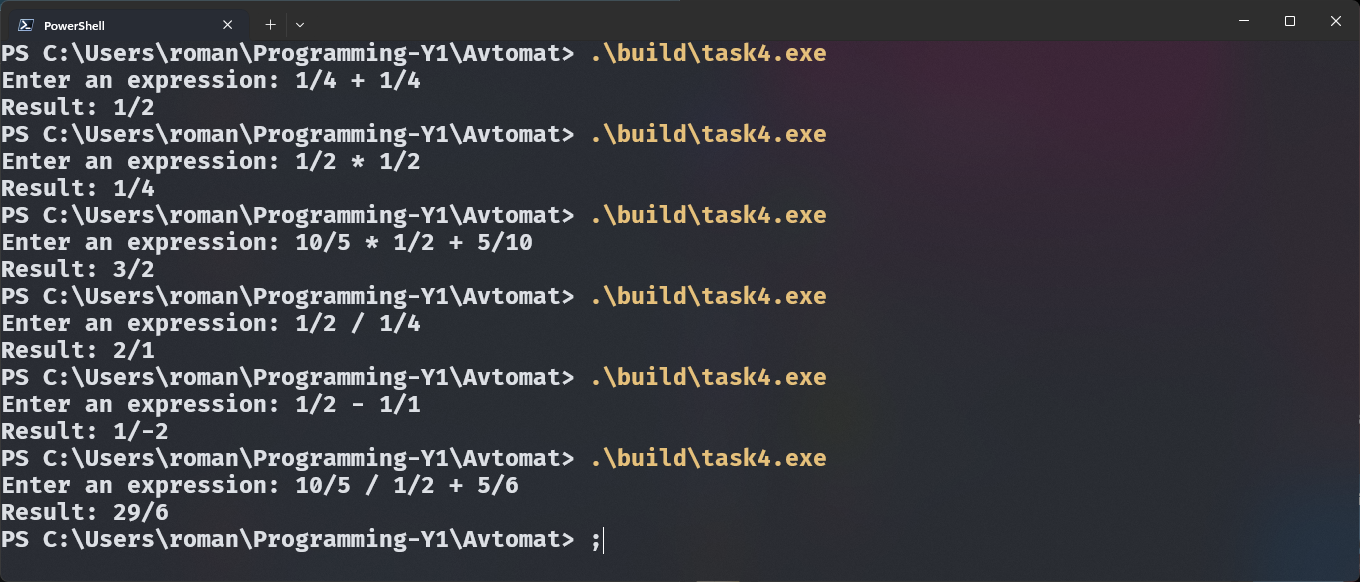 PowerShell
PS C:\Users\roman\Programming-Y1\Avtomat> .\build\task4.exe
Enter an expression: 1/4 + 1/4
Result: 1/2
PS C:\Users\roman\Programming-Y1\Avtomat> .\build\task4.exe
Enter an expression: 1/2 * 1/2
Result: 1/4
PS C:\Users\roman\Programming-Y1\Avtomat> .\build\task4.exe
Enter an expression: 10/5 * 1/2 + 5/10
Result: 3/2
PS C:\Users\roman\Programming-Y1\Avtomat> .\build\task4.exe
Enter an expression: 1/2 / 1/4
Result: 2/1
PS C:\Users\roman\Programming-Y1\Avtomat> .\build\task4.exe
Enter an expression: 1/2 - 1/1
Result: 1/-2
PS C:\Users\roman\Programming-Y1\Avtomat> .\build\task4.exe
Enter an expression: 10/5 / 1/2 + 5/6
Result: 29/6
PS C:\Users\roman\Programming-Y1\Avtomat> ;